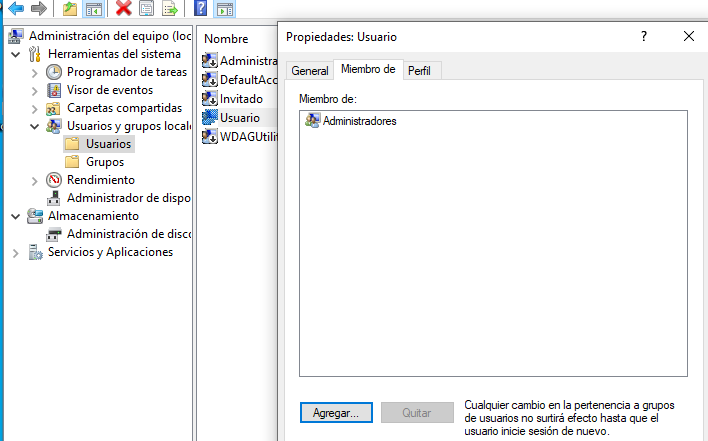 Administración del equipo (loc
Herramientas del sistema
Programador de tareas
Visor de eventos
Carpetas compartidas
Usuarios y grupos locale
Usuarios
Grupos
Rendimiento
Administrador de dispo
Almacenamiento
Administración de disco
Servicios y Aplicaciones
Nombre
Administra
DefaultAcc
Invitado
Usuario
WDAGUtilit
Propiedades: Usuario
General
Miembro de
Perfil
Miembro de:
Administradores
Agregar...
Quitar
Cualquier cambio en la pertenencia a grupos
de usuarios no surtirá efecto hasta que el
usuario inicie sesión de nuevo.